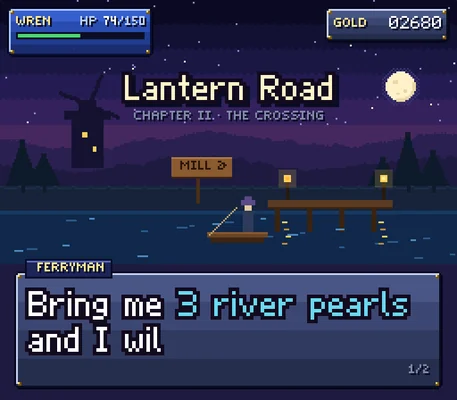 WREN HP 74/150
GOLD 02680
Lantern Road
CHAPTER II · THE CROSSING
MILL
FERRYMAN
Bring me 3 river pearls
and I wil
1/2